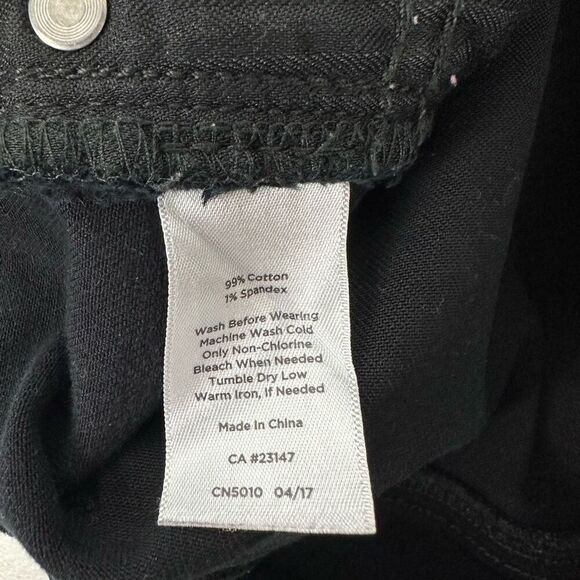 99% Cotton
1% Spandex
Wash Before Wearing
Machine Wash Cold
Only Non-Chlorine
Bleach When Needed
Tumble Dry Low
Warm Iron, If Needed
Made In China
CA #23147
CN5010 04/17